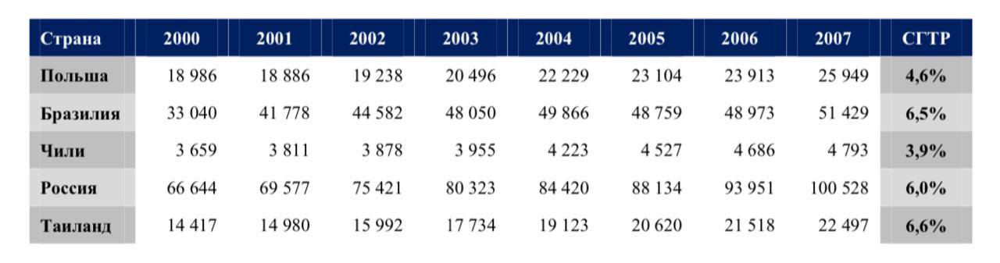 Страна 2000 2001 2002 2003 2004 2005 2006 2007 СГТР
Польша 18 986 18 886 19 238 20 496 22 229 23 104 23 913 25 949 4,6%
Бразилия 33 040 41 778 44 582 48 050 49 866 48 759 48 973 51 429 6,5%
Чили 3 659 3 811 3 878 3 955 4 223 4 527 4 686 4 793 3,9%
Россия 66 644 69 577 75 421 80 323 84 420 88 134 93 951 100 528 6,0%
Таиланд 14 417 14 980 15 992 17 734 19 123 20 620 21 518 22 497 6,6%